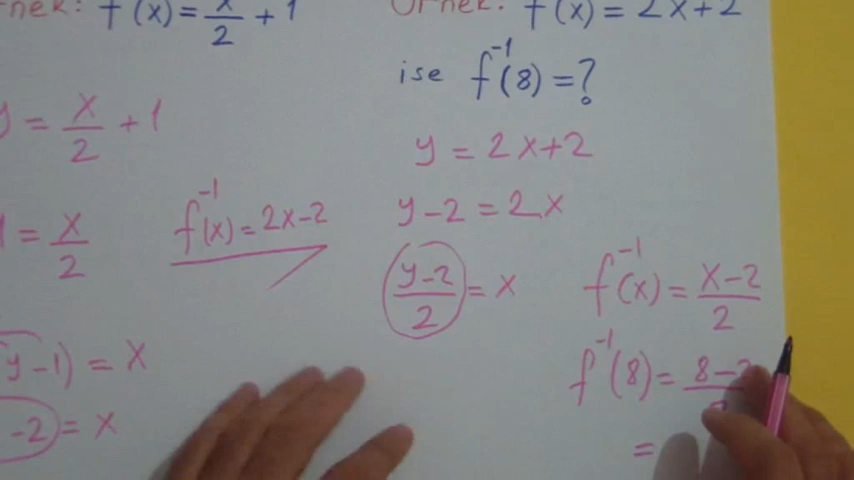 f(x) = x/2 + 1
= x/2 + 1
= x/2
f⁻¹(x) = 2x-2
y-1) = x
-2 = x
Örnek: f(x) = 2x+2
ise f⁻¹(8) = ?
y = 2x+2
y-2 = 2x
y-2/2 = x
f⁻¹(x) = x-2/2
f⁻¹(8) = 8-
=